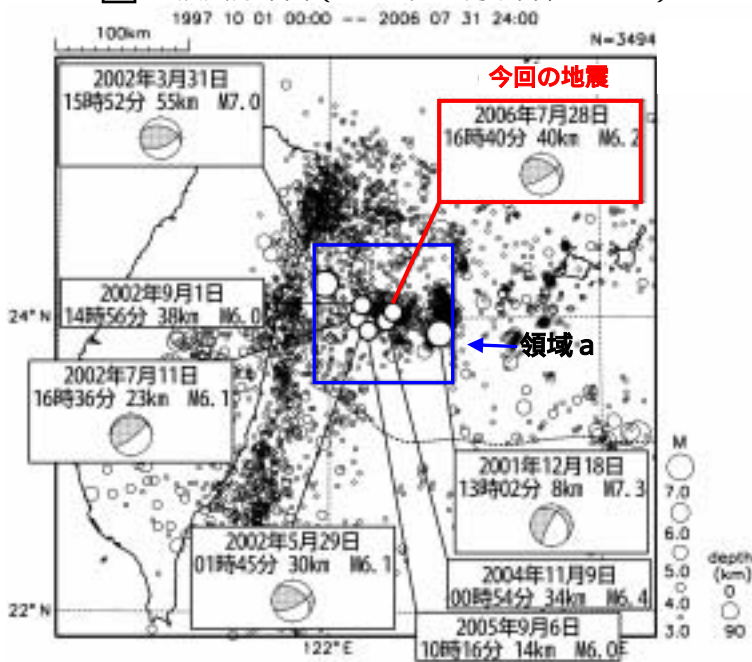 1997 10 01 00:00 -- 2006 07 31 24:00
100km
N=3494
今回の地震
2002年3月31日
15時52分 55km M7.0
2006年7月28日
16時40分 40km M6.2
2002年9月1日
14時56分 38km M6.0
24°N
領域a
2002年7月11日
16時36分 23km M6.1
2001年12月18日
13時02分 8km M7.3
2002年5月29日
01時45分 30km M6.1
2004年11月9日
00時54分 34km M6.4
2005年9月6日
10時16分 14km M6.0
22°N
122°E
E
M
7.0
6.0
5.0
4.0
3.0
depth
(km)
0
90